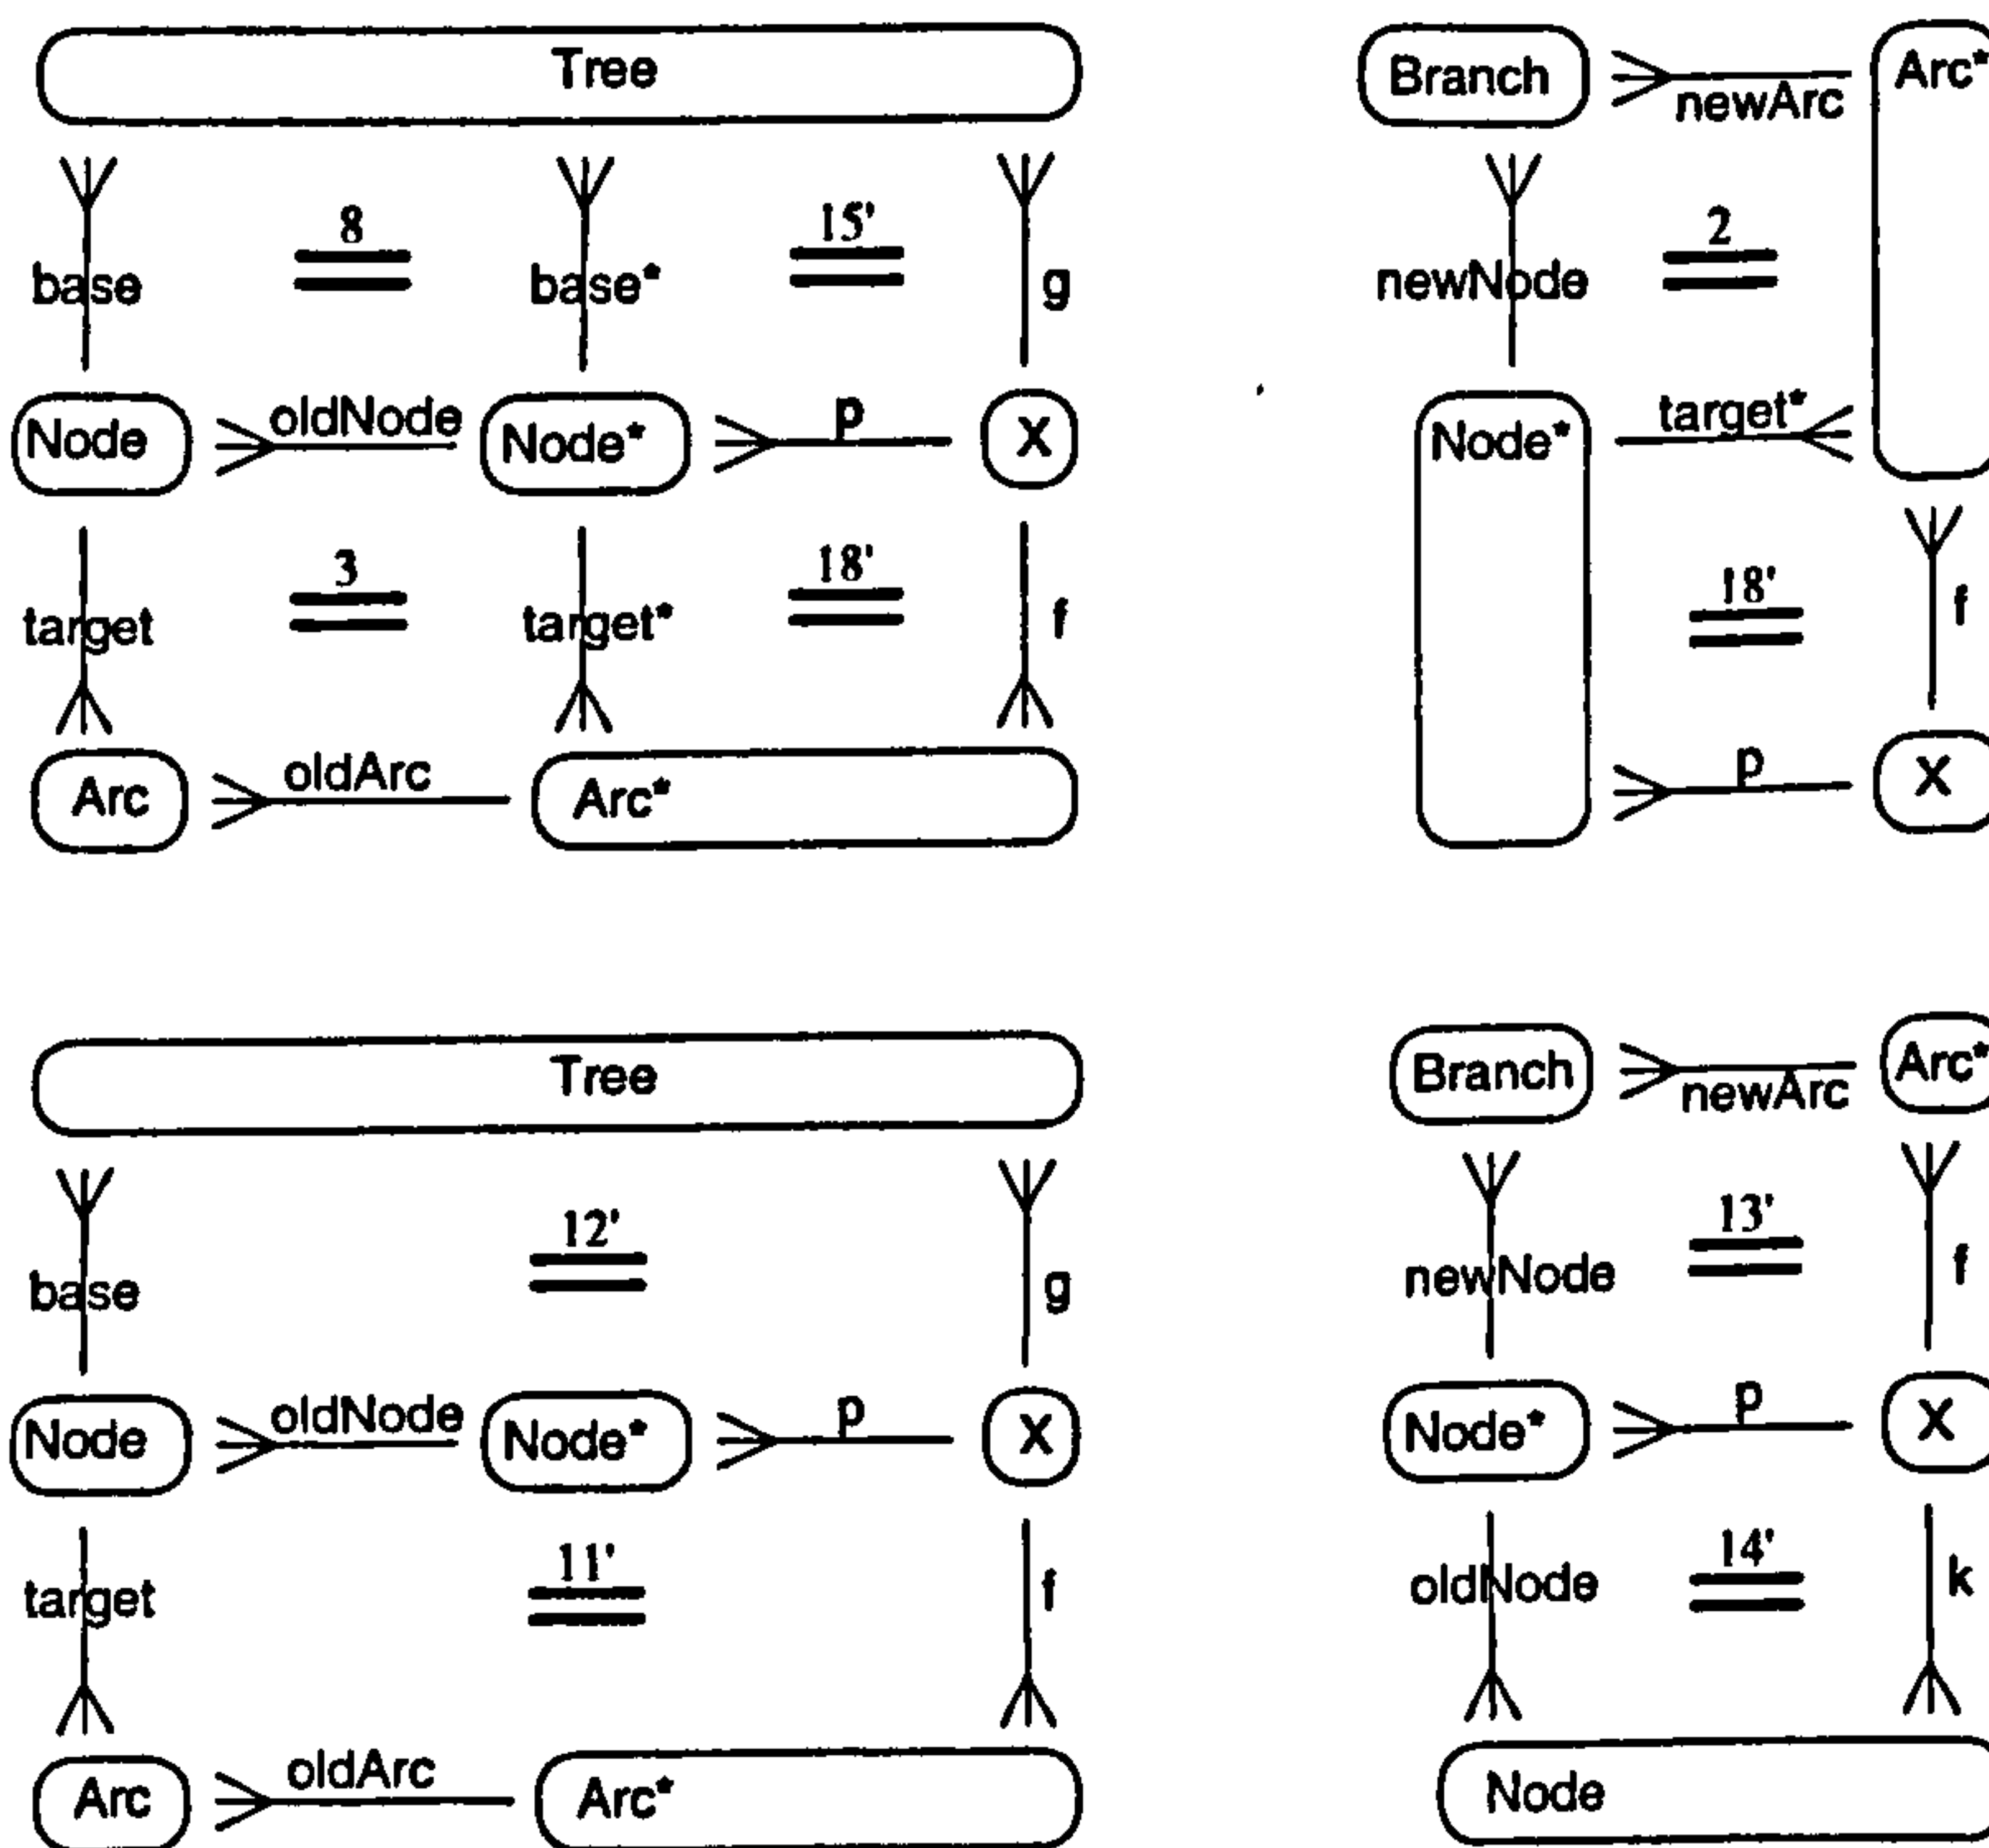 Tree
8
15'
base
base*
g
Node
oldNode
Node*
p
X
3
18'
target
target*
f
Arc
oldArc
Arc*
Branch
newArc
Arc*
2
newNode
Node*
target*
18'
f
p
X
Tree
12'
base
g
Node
oldNode
Node*
p
X
11'
target
f
Arc
oldArc
Arc*
Branch
newArc
Arc*
13'
newNode
f
Node*
p
X
14'
oldNode
k
Node